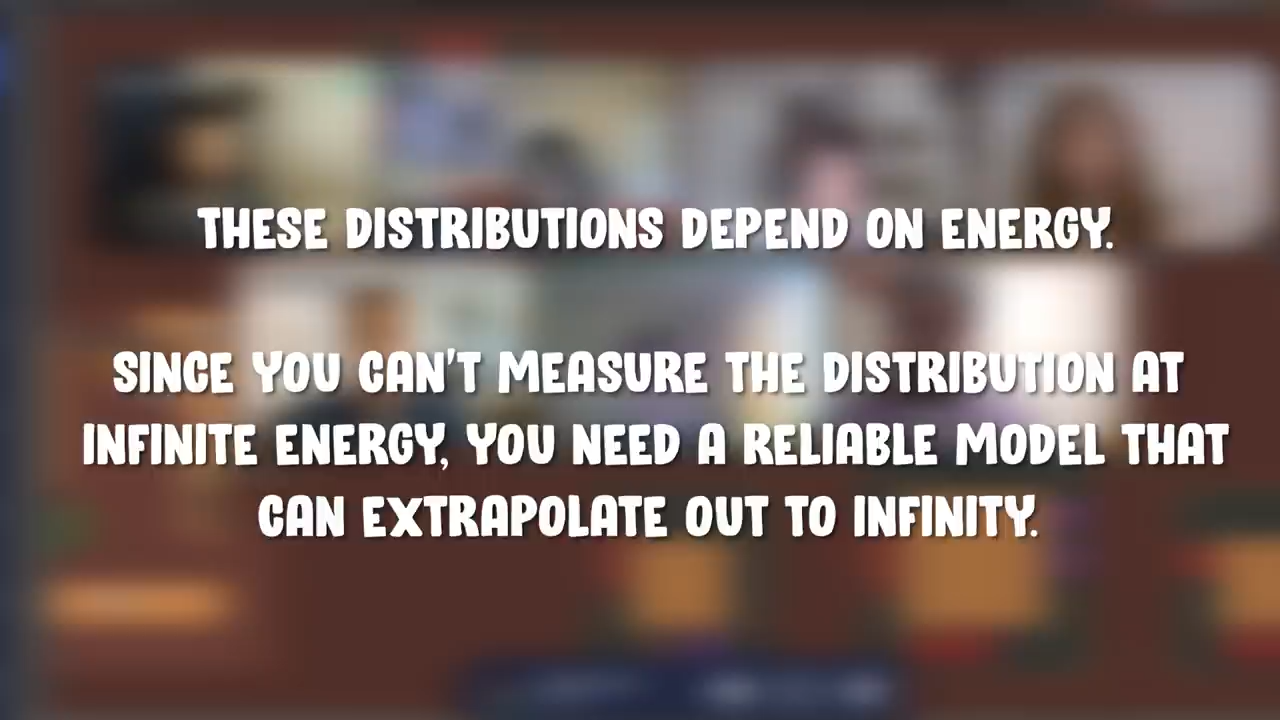 THESE DISTRIBUTIONS DEPEND ON ENERGY.
SINCE YOU CAN'T MEASURE THE DISTRIBUTION AT
INFINITE ENERGY, YOU NEED A RELIABLE MODEL THAT
CAN EXTRAPOLATE OUT TO INFINITY.